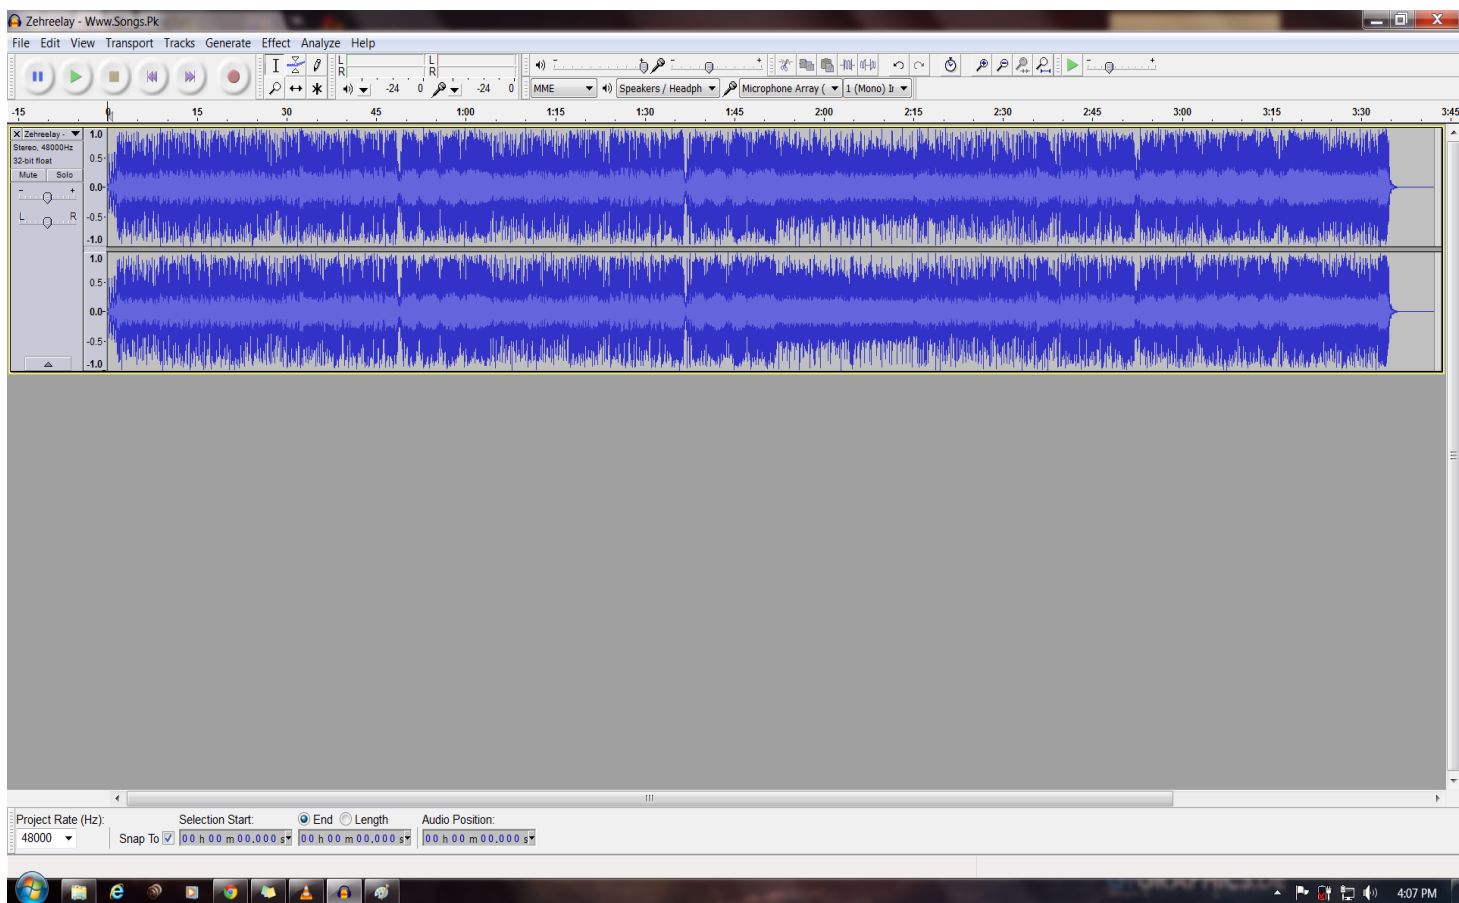 Zehreelay - Www.Songs.Pk
File Edit View Transport Tracks Generate Effect Analyze Help
L L
R R
-24 0 -24 0
MME Speakers / Headph Microphone Array ( 1 (Mono) Ir
-15 0 15 30 45 1:00 1:15 1:30 1:45 2:00 2:15 2:30 2:45 3:00 3:15 3:30 3:45
X Zehreelay - 1.0
Stereo, 48000Hz
32-bit float 0.5
Mute Solo
- + 0.0
L R -0.5
-1.0
1.0
0.5
0.0
-0.5
-1.0
Project Rate (Hz): Selection Start: End Length Audio Position:
48000 Snap To 00 h 00 m 00.000 s 00 h 00 m 00.000 s 00 h 00 m 00.000 s
4:07 PM